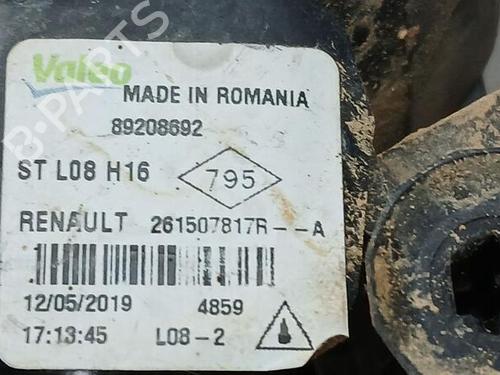 Valeo
MADE IN ROMANIA
89208692
ST L08 H16
795
RENAULT 261507817R--A
12/05/2019 4859
17:13:45 L08-2
B-PARTS